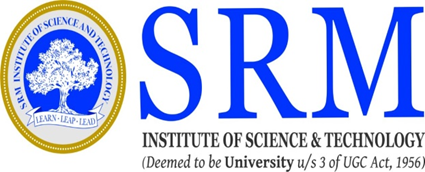 SRM INSTITUTE OF SCIENCE AND TECHNOLOGY
LEARN - LEAP - LEAD
SRM
INSTITUTE OF SCIENCE & TECHNOLOGY
(Deemed to be University u/s 3 of UGC Act, 1956)